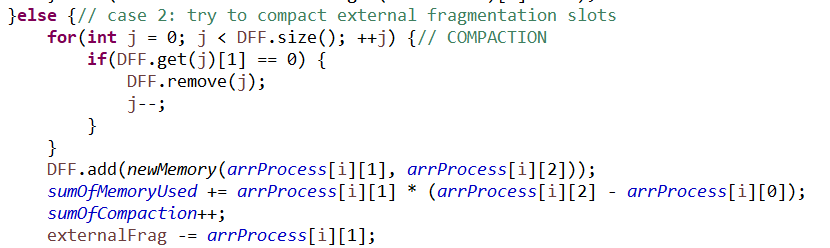 }else {// case 2: try to compact external fragmentation slots
for(int j = 0; j < DFF.size(); ++j) {// COMPACTION
if(DFF.get(j)[1] == 0) {
DFF.remove(j);
j--;
}
}
DFF.add(newMemory(arrProcess[i][1], arrProcess[i][2]));
sumOfMemoryUsed += arrProcess[i][1] * (arrProcess[i][2] - arrProcess[i][0]);
sumOfCompaction++;
externalFrag -= arrProcess[i][1];